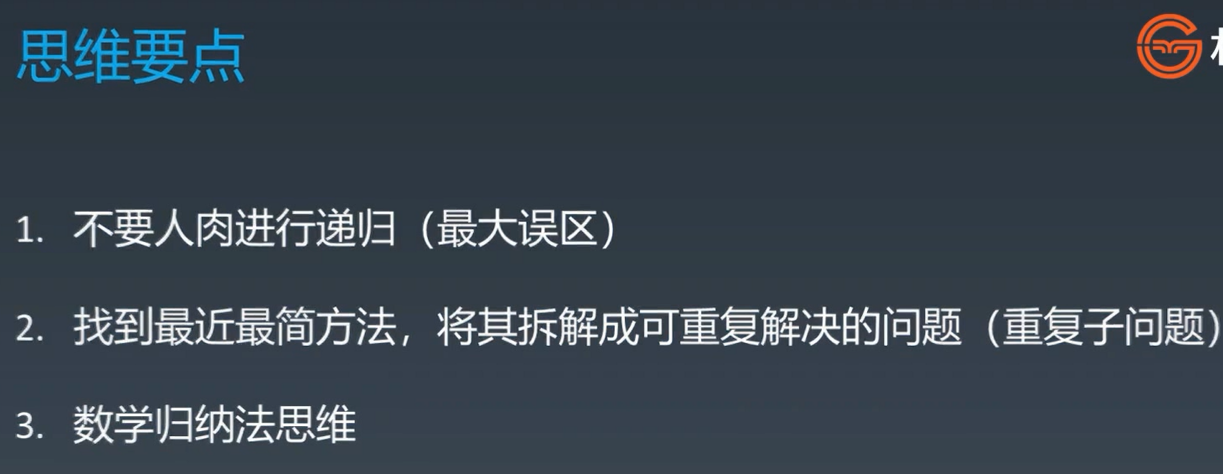 思维要点
1. 不要人肉进行递归（最大误区）
2. 找到最近最简方法，将其拆解成可重复解决的问题（重复子问题）
3. 数学归纳法思维